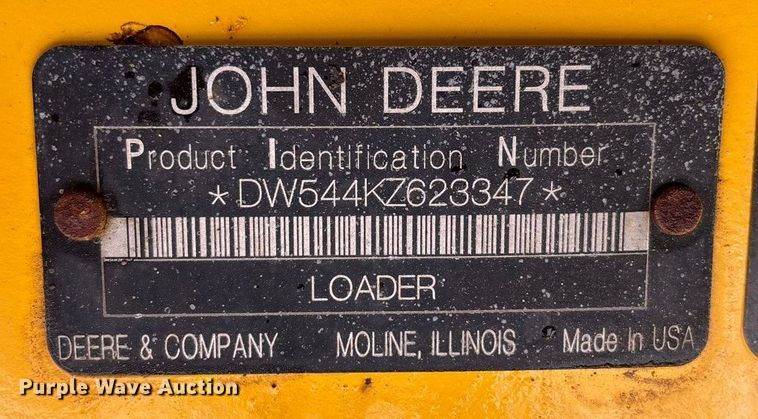 JOHN DEERE
Product Identification Number
*DW544KZ623347*
LOADER
DEERE & COMPANY MOLINE, ILLINOIS Made In USA
Purple Wave Auction